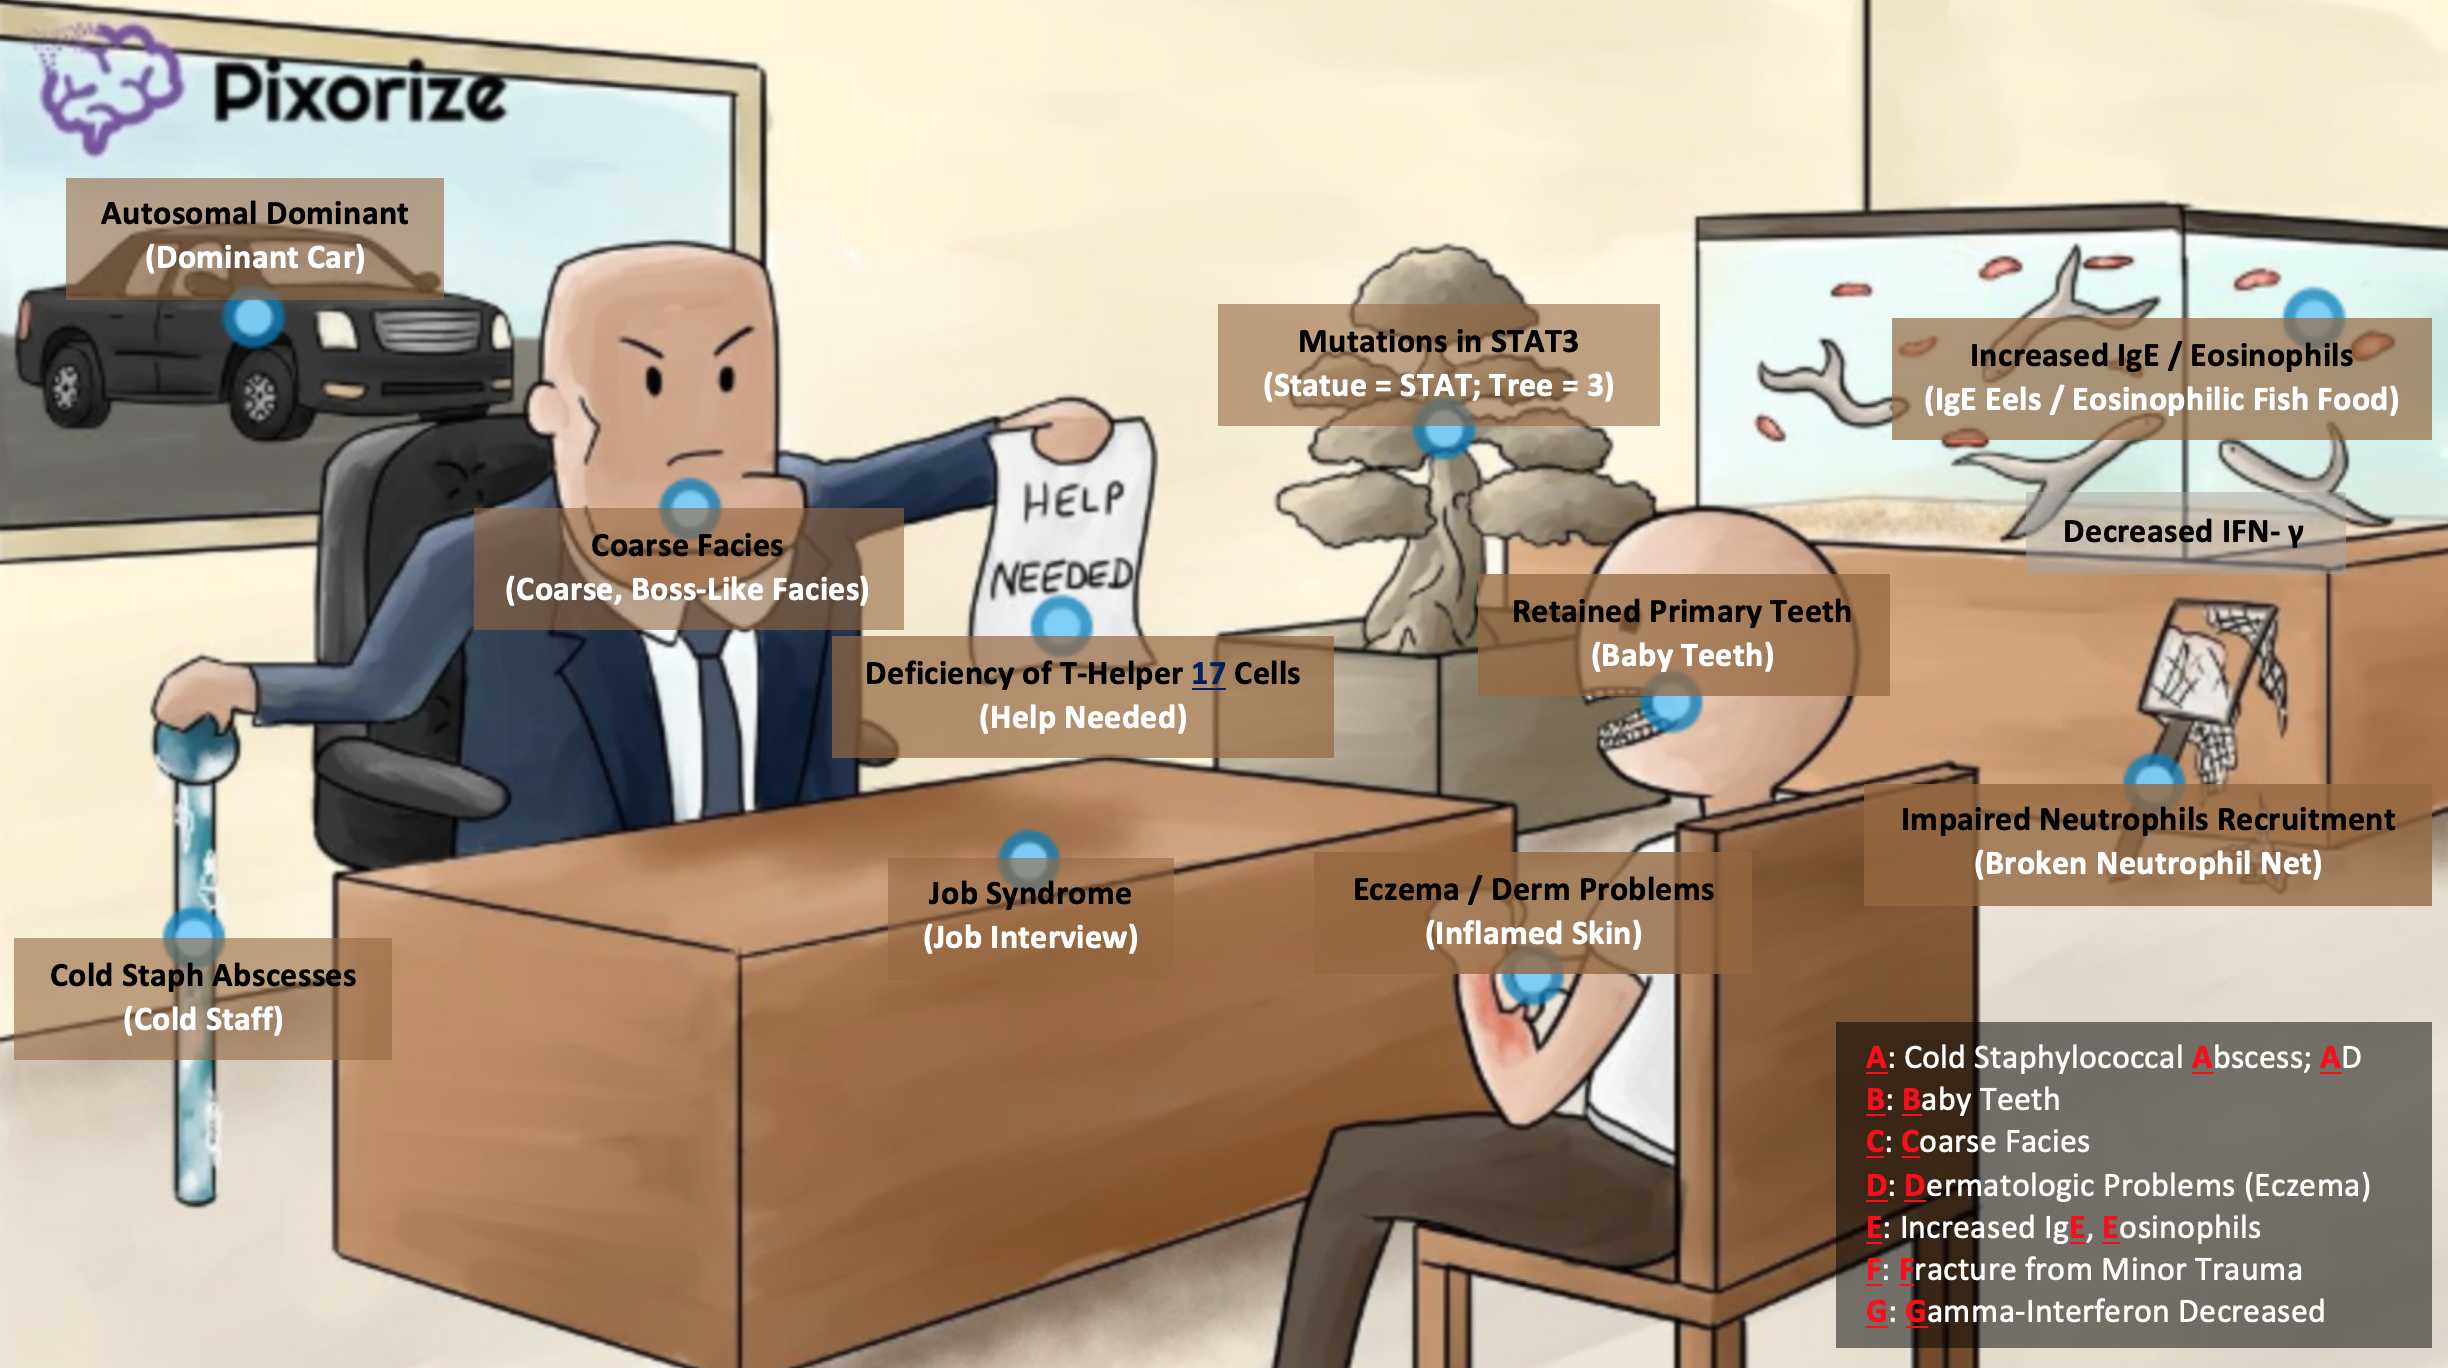 Pixorize
Autosomal Dominant
(Dominant Car)
Mutations in STAT3
(Statue = STAT; Tree = 3)
Increased IgE / Eosinophils
(IgE Eels / Eosinophilic Fish Food)
HELP
NEEDED
Decreased IFN- γ
Coarse Facies
(Coarse, Boss-Like Facies)
Retained Primary Teeth
(Baby Teeth)
Deficiency of T-Helper 17 Cells
(Help Needed)
Impaired Neutrophils Recruitment
(Broken Neutrophil Net)
Job Syndrome
(Job Interview)
Eczema / Derm Problems
(Inflamed Skin)
Cold Staph Abscesses
(Cold Staff)
A: Cold Staphylococcal Abscess; AD
B: Baby Teeth
C: Coarse Facies
D: Dermatologic Problems (Eczema)
E: Increased IgE, Eosinophils
F: Fracture from Minor Trauma
G: Gamma-Interferon Decreased